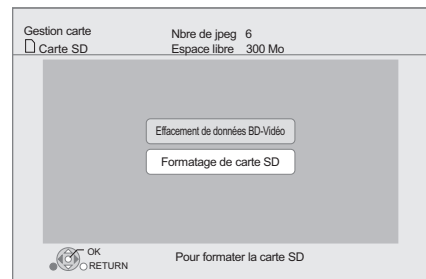 Gestion carte
Carte SD
Nbre de jpeg 6
Espace libre 300 Mo
Effacement de données BD-Vidéo
Formatage de carte SD
OK
RETURN
Pour formater la carte SD